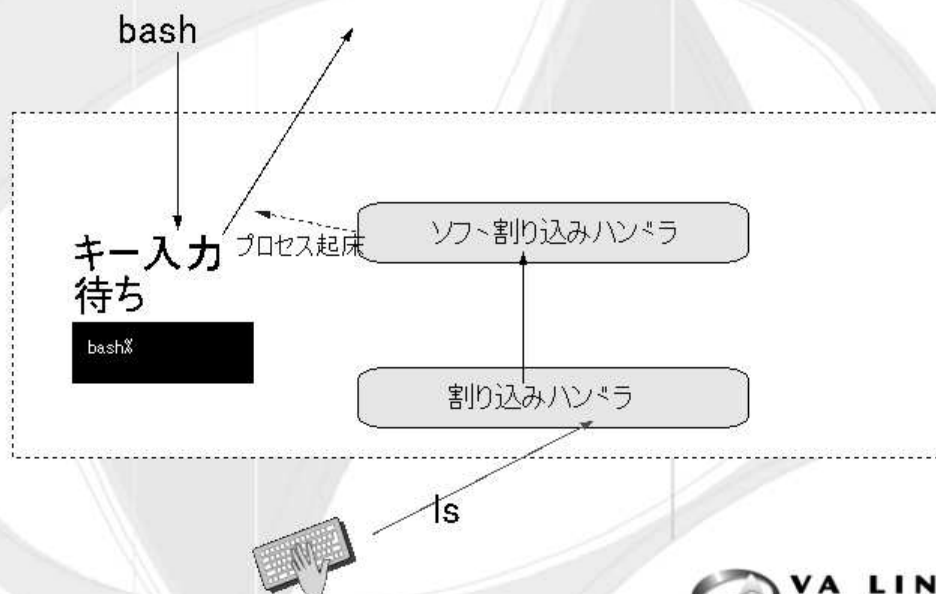 bash
ソフト割り込みハンドラ
プロセス起床
キー入力
待ち
bash%
割り込みハンドラ
ls
VA LIN